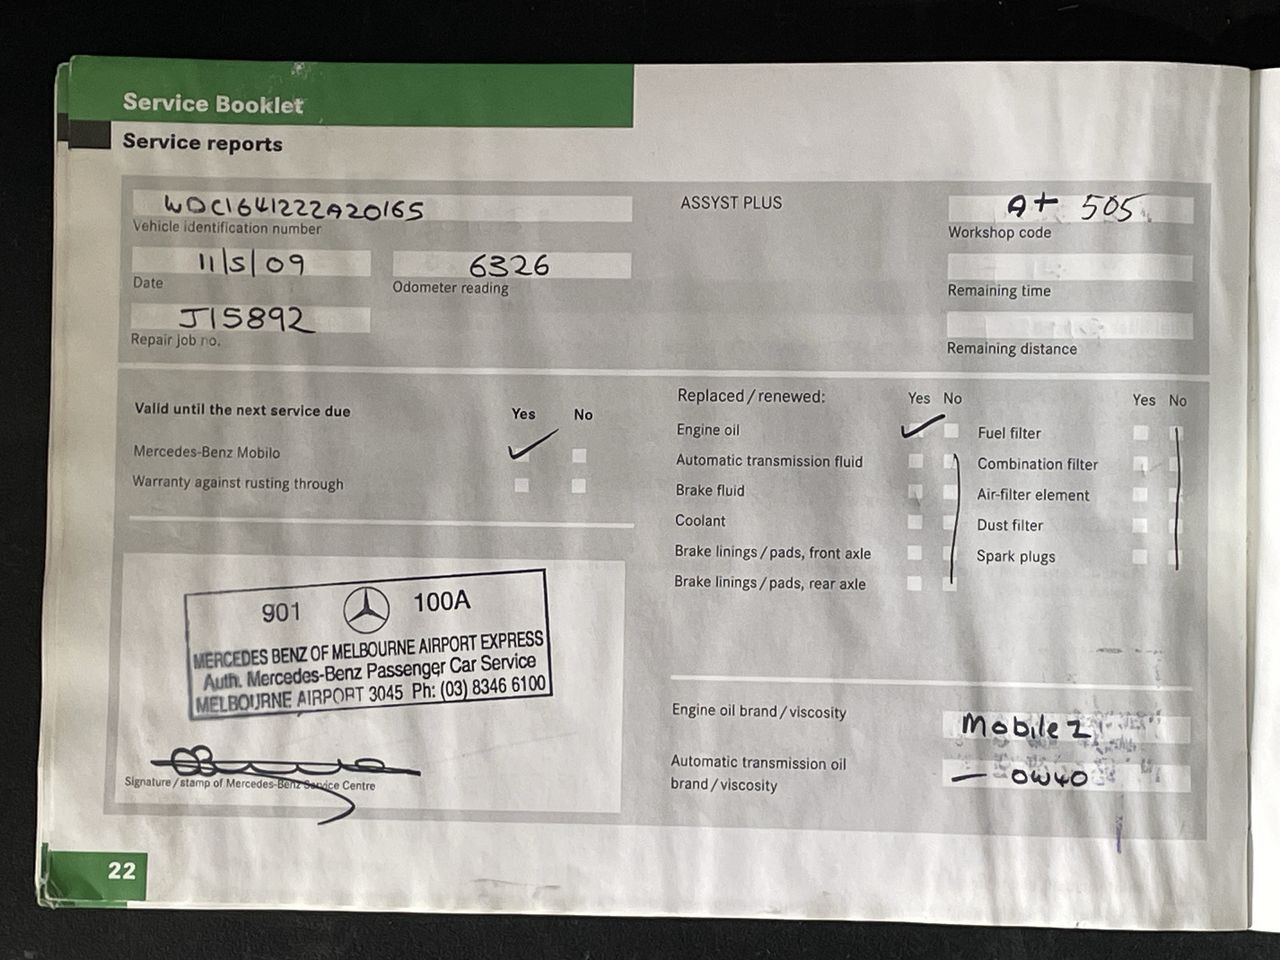 Service Booklet
Service reports
WDC1641222A20165
Vehicle identification number
ASSYST PLUS
A+ 505
Workshop code
11/5/09
Date
6326
Odometer reading
Remaining time
J15892
Repair job no.
Remaining distance
Valid until the next service due
Yes No
Mercedes-Benz Mobilo
Warranty against rusting through
Replaced/renewed:
Yes No
Engine oil
Automatic transmission fluid
Brake fluid
Coolant
Brake linings/pads, front axle
Brake linings/pads, rear axle
Yes No
Fuel filter
Combination filter
Air-filter element
Dust filter
Spark plugs
901 100A
MERCEDES BENZ OF MELBOURNE AIRPORT EXPRESS
Auth. Mercedes-Benz Passenger Car Service
MELBOURNE AIRPORT 3045 Ph: (03) 8346 6100
Signature/stamp of Mercedes-Benz Service Centre
Engine oil brand/viscosity
Mobile 1
Automatic transmission oil
brand/viscosity
— 0W40
22